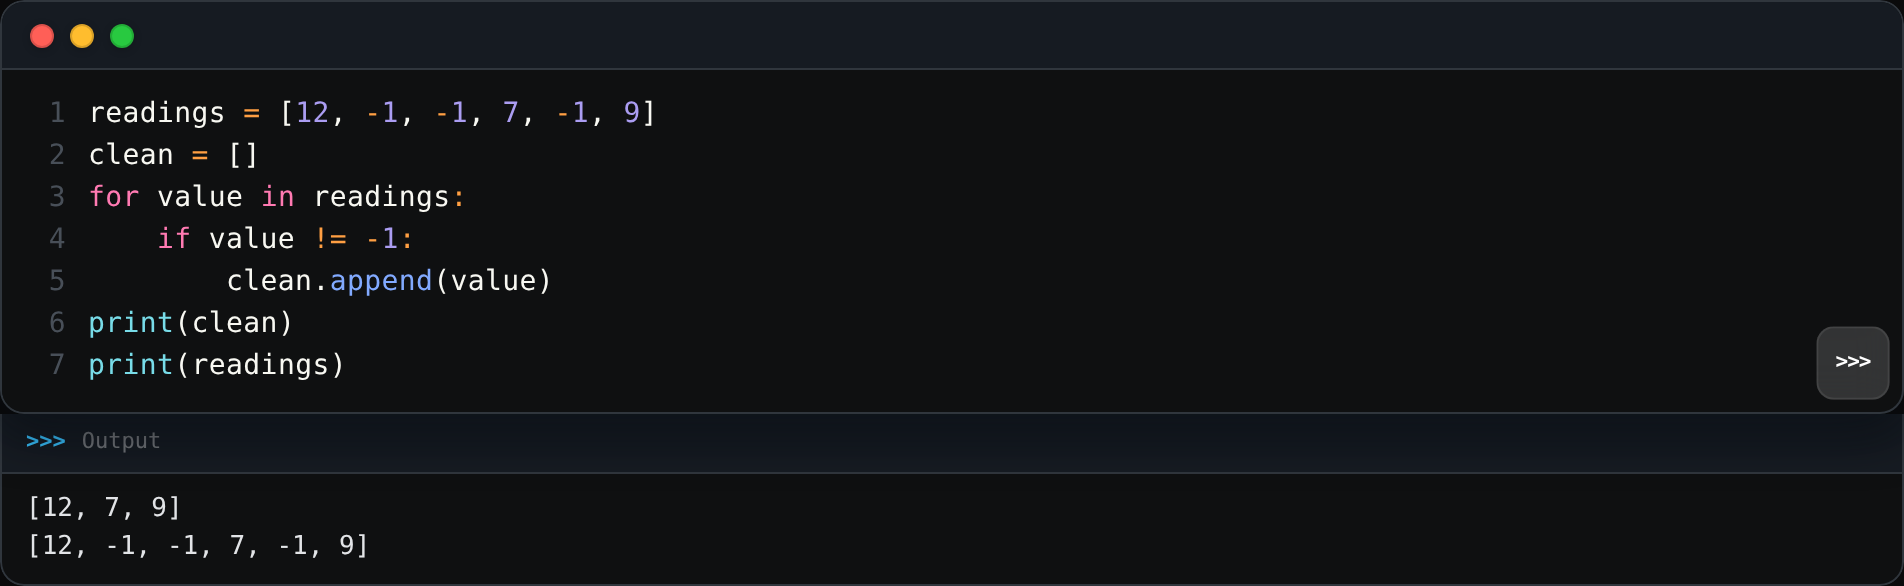 1 readings = [12, -1, -1, 7, -1, 9]
2 clean = []
3 for value in readings:
4     if value != -1:
5         clean.append(value)
6 print(clean)
7 print(readings)
>>>
>>> Output
[12, 7, 9]
[12, -1, -1, 7, -1, 9]